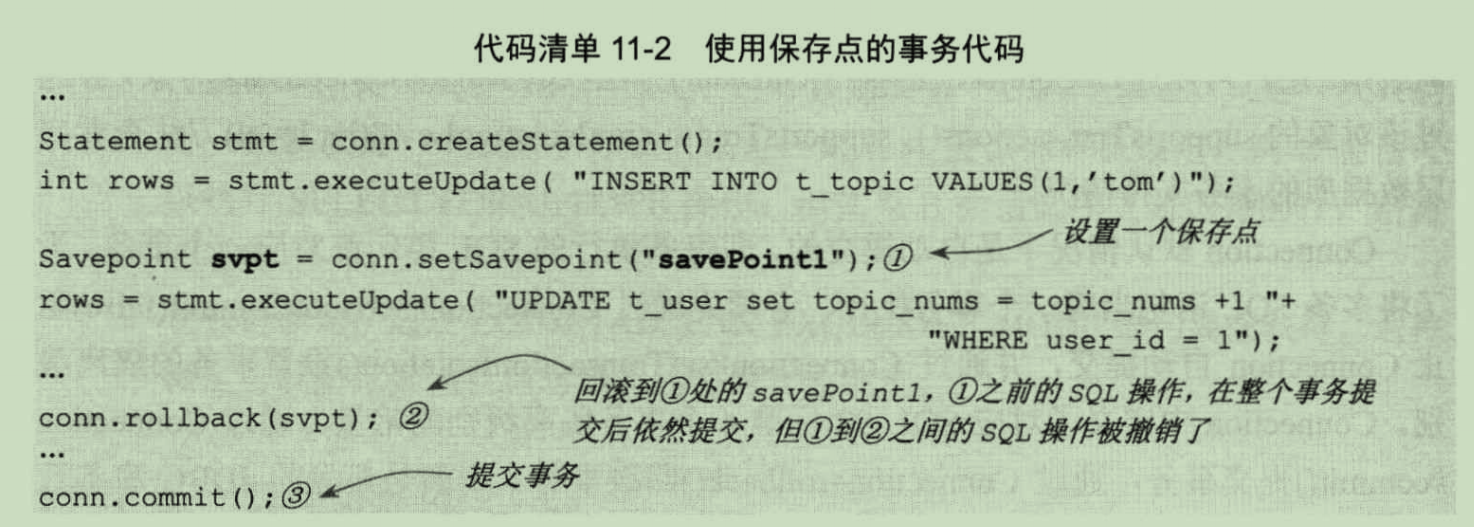 代码清单 11-2 使用保存点的事务代码
...
Statement stmt = conn.createStatement();
int rows = stmt.executeUpdate( "INSERT INTO t_topic VALUES(1,'tom')");
设置一个保存点
Savepoint svpt = conn.setSavepoint("savePoint1");①
rows = stmt.executeUpdate( "UPDATE t_user set topic_nums = topic_nums +1 "+
"WHERE user_id = 1");
...
回滚到①处的 savePoint1，①之前的 SQL 操作，在整个事务提
conn.rollback(svpt); ②
交后依然提交，但①到②之间的 SQL 操作被撤销了
...
提交事务
conn.commit();③